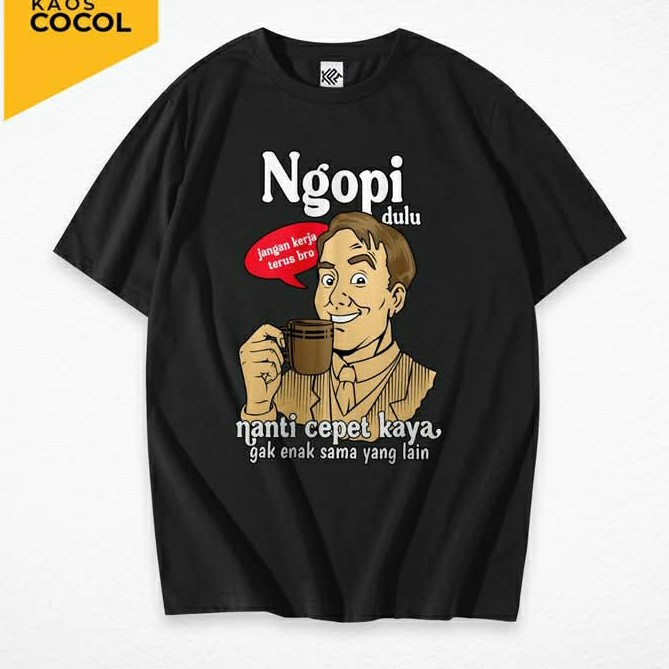 KAOS
COCOL
Ngopi
dulu
jangan kerja
terus bro
nanti cepet kaya
gak enak sama yang lain